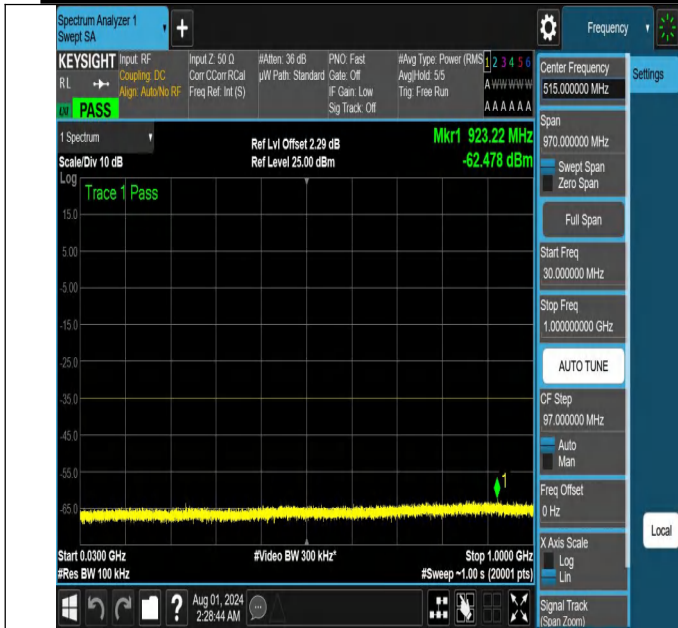 Spectrum Analyzer 1
Swept SA
+
Frequency
KEYSIGHT
RL
LXI
PASS
Input: RF
Coupling: DC
Align: Auto/No RF
Input Z: 50 Ω
Corr CCorr RCal
Freq Ref: Int (S)
#Atten: 36 dB
µW Path: Standard
PNO: Fast
Gate: Off
IF Gain: Low
Sig Track: Off
#Avg Type: Power (RMS
Avg|Hold: 5/5
Trig: Free Run
1 2 3 4 5 6
A W W W W W
A A A A A A
1 Spectrum
Scale/Div 10 dB
Ref Lvl Offset 2.29 dB
Ref Level 25.00 dBm
Mkr1 923.22 MHz
-62.478 dBm
Log
Trace 1 Pass
15.0
5.00
-5.00
-15.0
-25.0
-35.0
-45.0
-55.0
-65.0
1
Start 0.0300 GHz
#Res BW 100 kHz
#Video BW 300 kHz*
Stop 1.0000 GHz
#Sweep ~1.00 s (20001 pts)
Center Frequency
515.000000 MHz
Settings
Span
970.000000 MHz
Swept Span
Zero Span
Full Span
Start Freq
30.000000 MHz
Stop Freq
1.000000000 GHz
AUTO TUNE
CF Step
97.000000 MHz
Auto
Man
Freq Offset
0 Hz
Local
X Axis Scale
Log
Lin
Signal Track
(Span Zoom)
?
Aug 01, 2024
2:28:44 AM